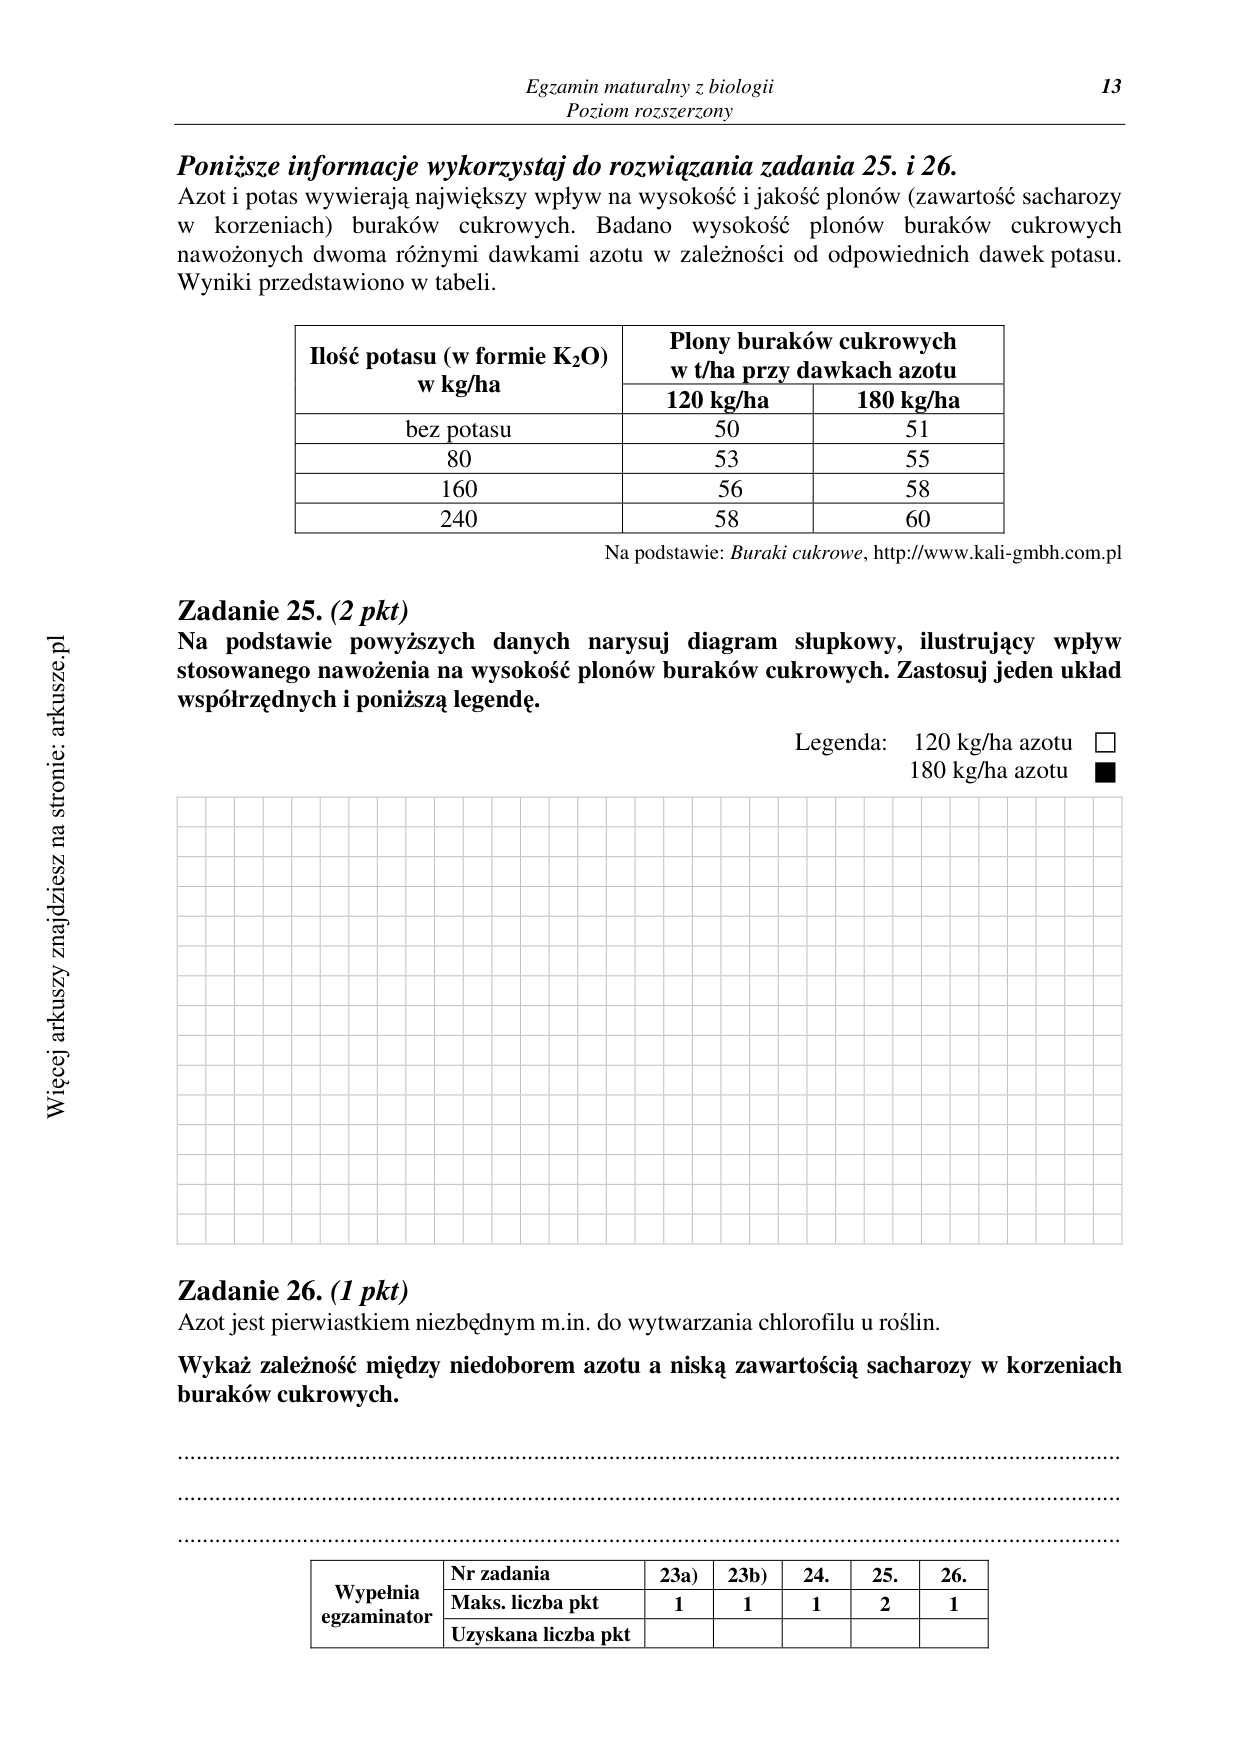 Egzamin maturalny z biologii
13
Poziom rozszerzony
Poniższe informacje wykorzystaj do rozwiązania zadania 25. i 26.
Azot i potas wywierają największy wpływ na wysokość i jakość plonów (zawartość sacharozy
w korzeniach) buraków cukrowych. Badano wysokość plonów buraków cukrowych
nawożonych dwoma różnymi dawkami azotu w zależności od odpowiednich dawek potasu.
Wyniki przedstawiono w tabeli.
Ilość potasu (w formie K₂O)
w kg/ha
Plony buraków cukrowych
w t/ha przy dawkach azotu
120 kg/ha 180 kg/ha
bez potasu 50 51
80 53 55
160 56 58
240 58 60
Na podstawie: Buraki cukrowe, http://www.kali-gmbh.com.pl
Zadanie 25. (2 pkt)
Na podstawie powyższych danych narysuj diagram słupkowy, ilustrujący wpływ
stosowanego nawożenia na wysokość plonów buraków cukrowych. Zastosuj jeden układ
współrzędnych i poniższą legendę.
Legenda: 120 kg/ha azotu
180 kg/ha azotu
Zadanie 26. (1 pkt)
Azot jest pierwiastkiem niezbędnym m.in. do wytwarzania chlorofilu u roślin.
Wykaż zależność między niedoborem azotu a niską zawartością sacharozy w korzeniach
buraków cukrowych.
Wypełnia
egzaminator
Nr zadania 23a) 23b) 24. 25. 26.
Maks. liczba pkt 1 1 1 2 1
Uzyskana liczba pkt
Więcej arkuszy znajdziesz na stronie: arkusze.pl